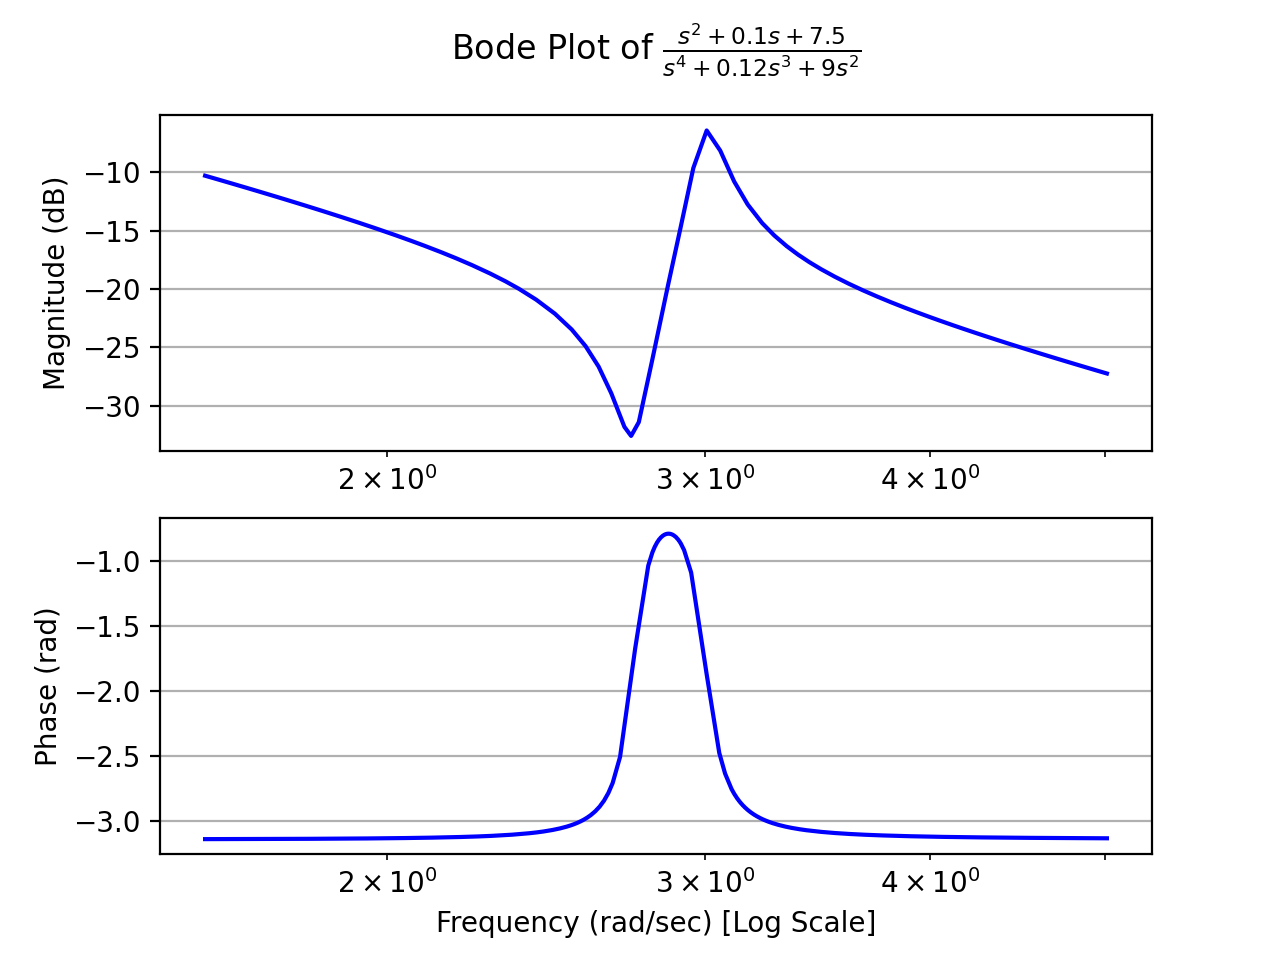 Bode Plot of $\frac{s^2 + 0.1s + 7.5}{s^4 + 0.12s^3 + 9s^2}$
Magnitude (dB)
−10
−15
−20
−25
−30
2 × 10⁰ 3 × 10⁰ 4 × 10⁰
Phase (rad)
−1.0
−1.5
−2.0
−2.5
−3.0
2 × 10⁰ 3 × 10⁰ 4 × 10⁰
Frequency (rad/sec) [Log Scale]